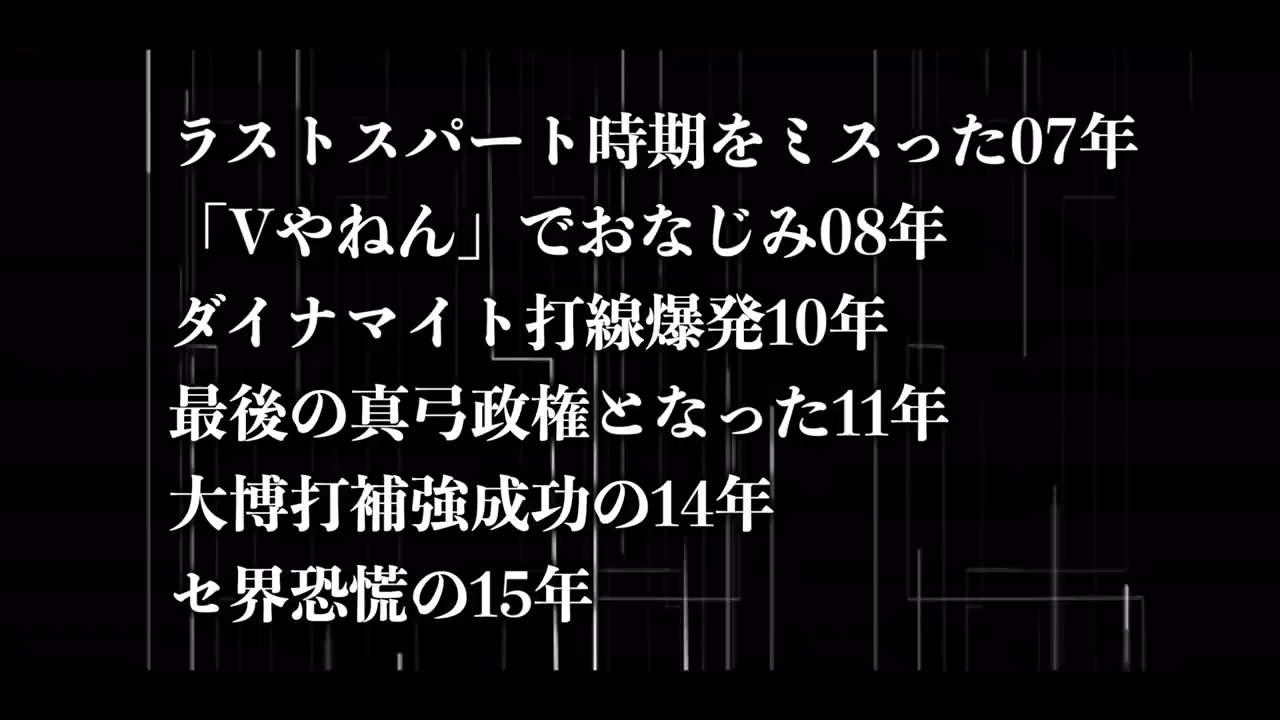 ラストスパート時期をミスった07年
「Vやねん」でおなじみ08年
ダイナマイト打線爆発10年
最後の真弓政権となった11年
大博打補強成功の14年
セ界恐慌の15年